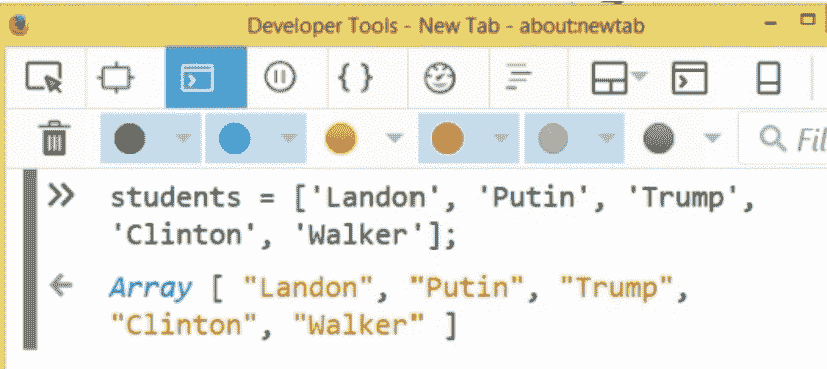 Developer Tools - New Tab - about:newtab
Fil
>> students = ['Landon', 'Putin', 'Trump',
'Clinton', 'Walker'];
← Array [ "Landon", "Putin", "Trump",
"Clinton", "Walker" ]